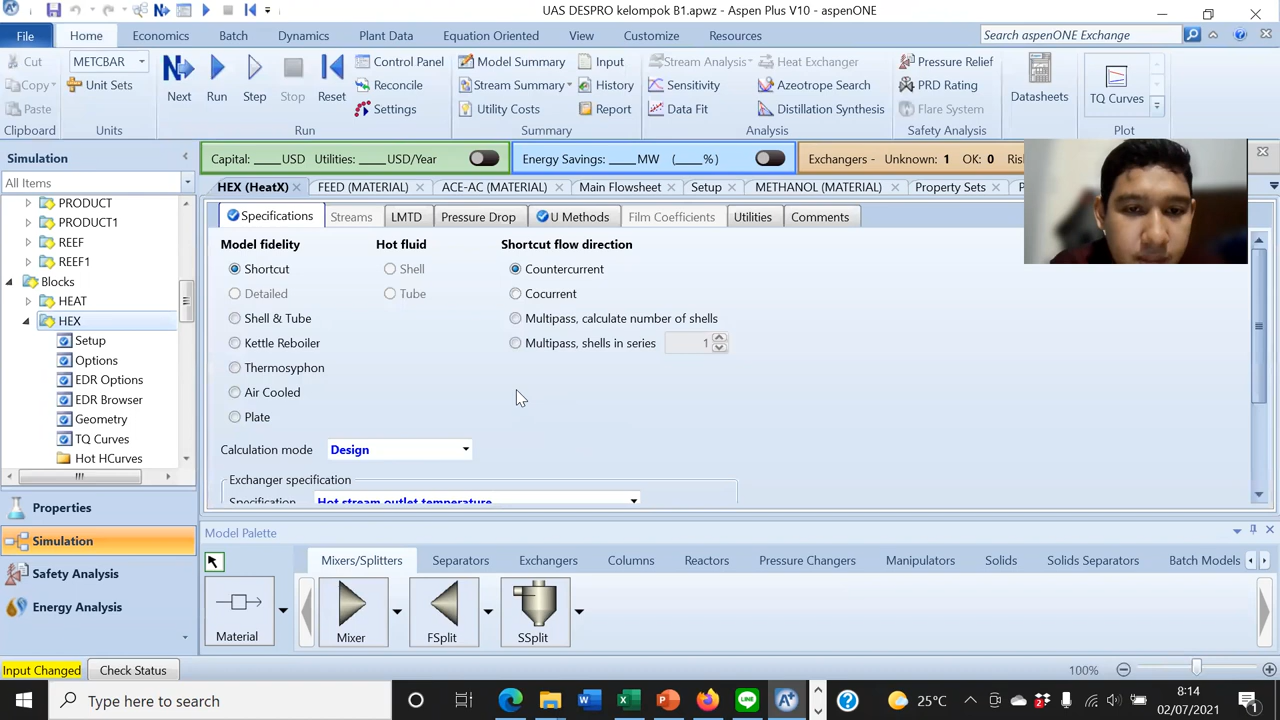 UAS DESPRO kelompok B1.apwz - Aspen Plus V10 - aspenONE
File Home Economics Batch Dynamics Plant Data Equation Oriented View Customize Resources Search aspenONE Exchange
Cut METCBAR Control Panel Model Summary Input Stream Analysis Heat Exchanger Pressure Relief
Copy Unit Sets Next Run Step Stop Reset Reconcile Stream Summary History Sensitivity Azeotrope Search PRD Rating Datasheets TQ Curves
Paste Settings Utility Costs Report Data Fit Distillation Synthesis Flare System
Clipboard Units Run Summary Analysis Safety Analysis Plot
Simulation Capital: ____USD Utilities: ____USD/Year Energy Savings: ____MW (____%) Exchangers - Unknown: 1 OK: 0
All Items HEX (HeatX) FEED (MATERIAL) ACE-AC (MATERIAL) Main Flowsheet Setup METHANOL (MATERIAL) Property Sets
PRODUCT
PRODUCT1
REEF
REEF1
Blocks
HEAT
HEX
Setup
Options
EDR Options
EDR Browser
Geometry
TQ Curves
Hot HCurves
Specifications Streams LMTD Pressure Drop U Methods Film Coefficients Utilities Comments
Model fidelity Hot fluid Shortcut flow direction
Shortcut Shell Countercurrent
Detailed Tube Cocurrent
Shell & Tube Multipass, calculate number of shells
Kettle Reboiler Multipass, shells in series 1
Thermosyphon
Air Cooled
Plate
Calculation mode Design
Exchanger specification
Specification Hot stream outlet temperature
Properties
Simulation
Safety Analysis
Energy Analysis
Model Palette
Mixers/Splitters Separators Exchangers Columns Reactors Pressure Changers Manipulators Solids Solids Separators Batch Models
Material Mixer FSplit SSplit
Input Changed Check Status 100%
Type here to search 25°C 8:14
02/07/2021